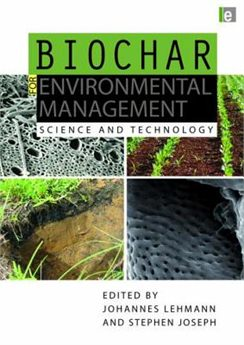 e
BIOCHAR
FOR
ENVIRONMENTAL
MANAGEMENT
SCIENCE AND TECHNOLOGY
EDITED BY
JOHANNES LEHMANN
AND STEPHEN JOSEPH